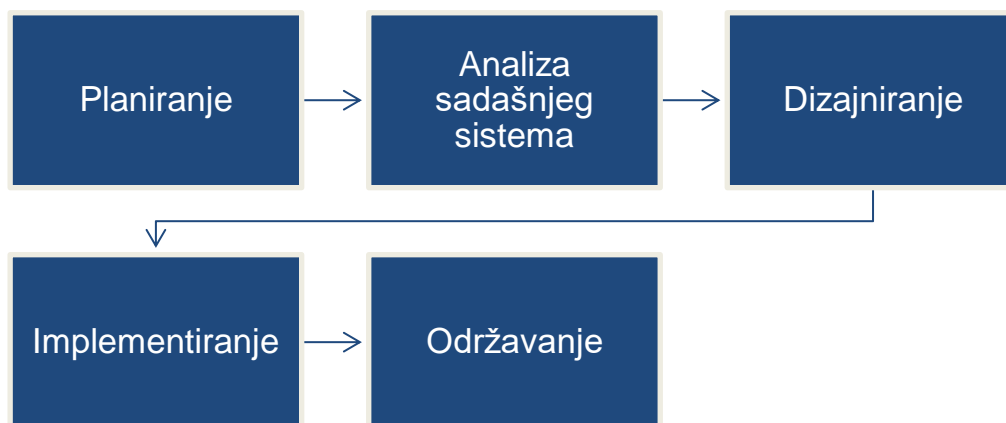 Planiranje
Analiza
sadašnjeg
sistema
Dizajniranje
Implementiranje
Održavanje